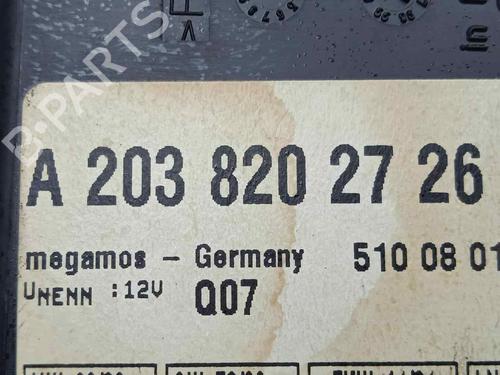 A 203 820 27 26
megamos - Germany 510 08 01
UNENN :12V Q07
B-PARTS